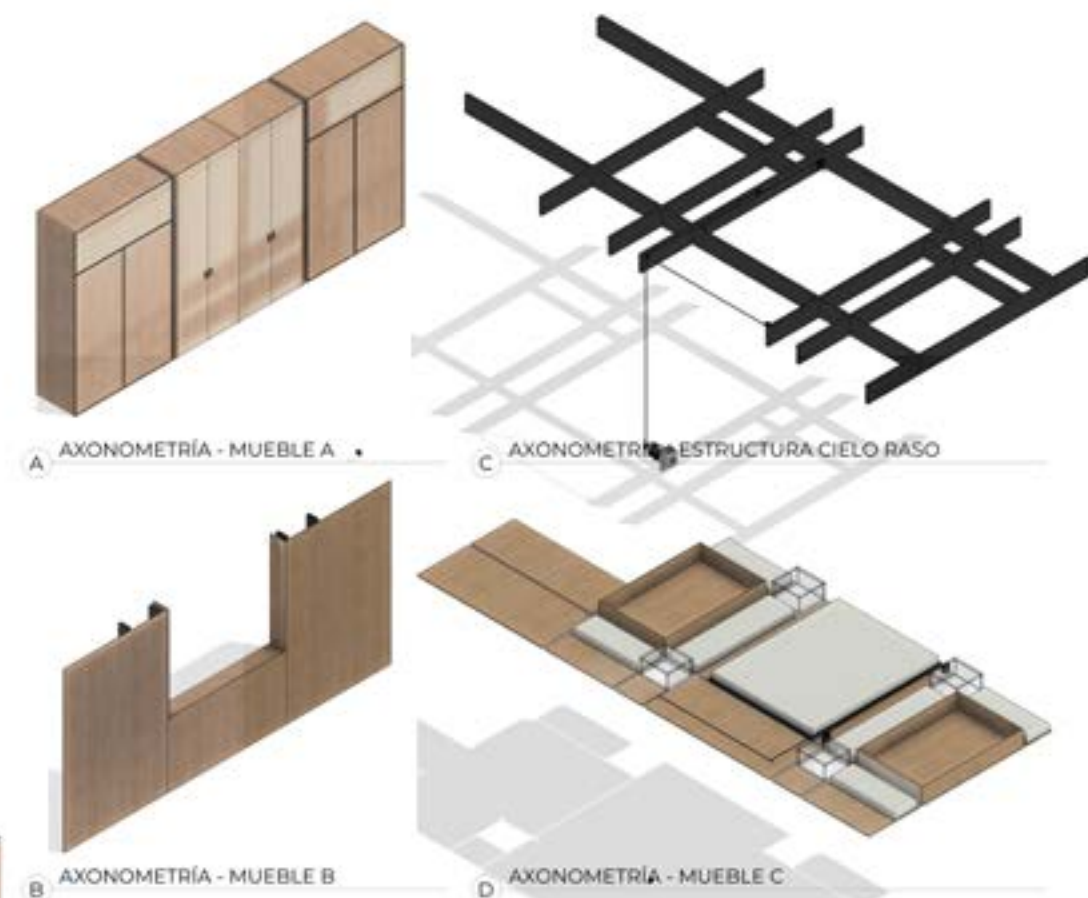 A AXONOMETRÍA - MUEBLE A
C AXONOMETRÍA - ESTRUCTURA CIELO RASO
B AXONOMETRÍA - MUEBLE B
D AXONOMETRÍA - MUEBLE C